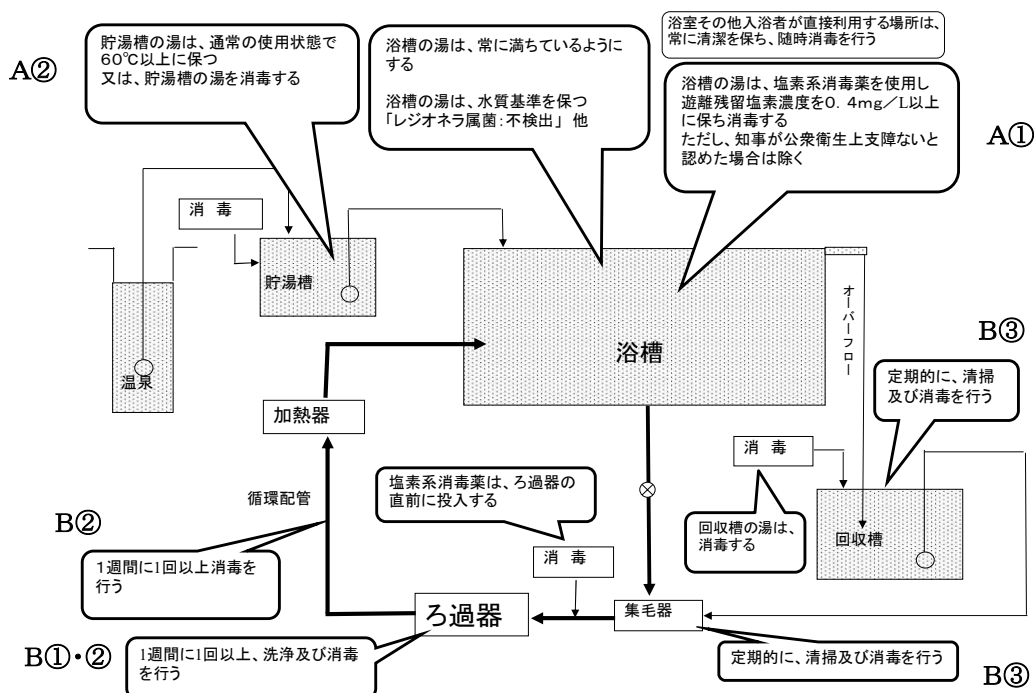 浴室その他入浴者が直接利用する場所は、
常に清潔を保ち、随時消毒を行う
A②
貯湯槽の湯は、通常の使用状態で
60℃以上に保つ
又は、貯湯槽の湯を消毒する
浴槽の湯は、常に満ちているように
する
浴槽の湯は、水質基準を保つ
「レジオネラ属菌:不検出」 他
浴槽の湯は、塩素系消毒薬を使用し
遊離残留塩素濃度を0．4mg／L以上
に保ち消毒する
ただし、知事が公衆衛生上支障ないと
認めた場合は除く
A①
消 毒
貯湯槽
温泉
浴槽
オーバーフロー
B③
定期的に、清掃
及び消毒を行う
加熱器
消 毒
塩素系消毒薬は、ろ過器の
直前に投入する
循環配管
回収槽の湯は、
消毒する
回収槽
B②
1週間に1回以上消毒を
行う
消 毒
ろ過器
集毛器
B①・②
1週間に1回以上、洗浄及び消毒
を行う
定期的に、清掃及び消毒を行う
B③